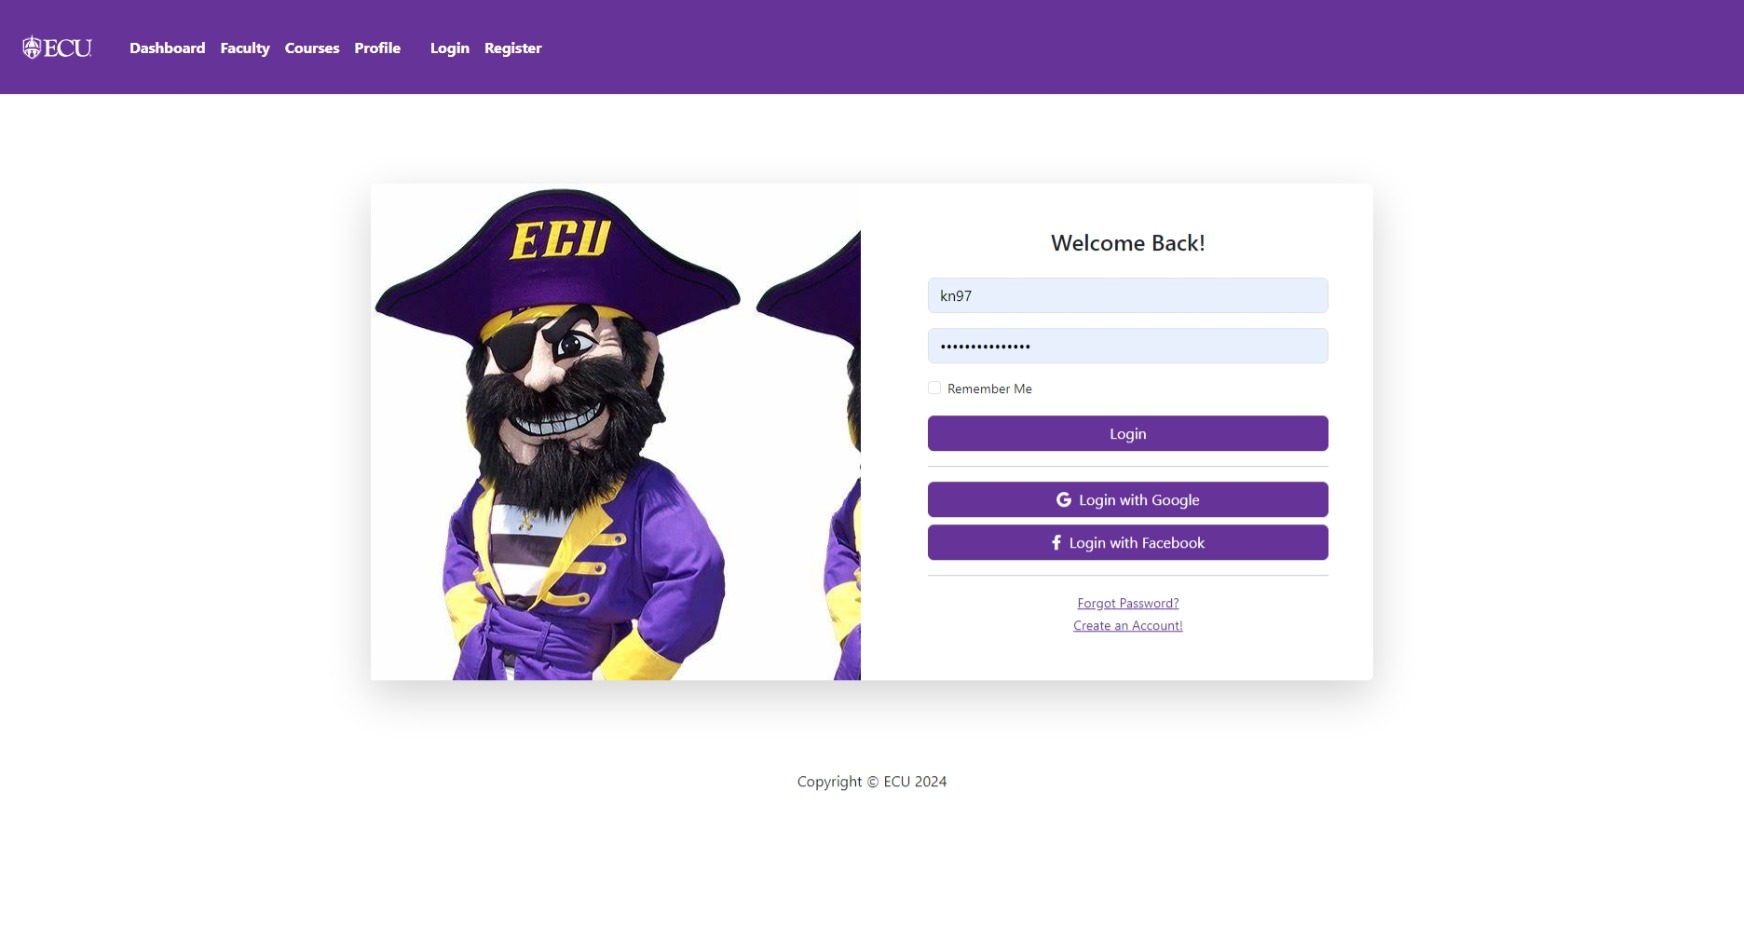 ECU Dashboard Faculty Courses Profile Login Register
ECU
Welcome Back!
kn97
•••••••••••••••
Remember Me
Login
Login with Google
Login with Facebook
Forgot Password?
Create an Account!
Copyright © ECU 2024